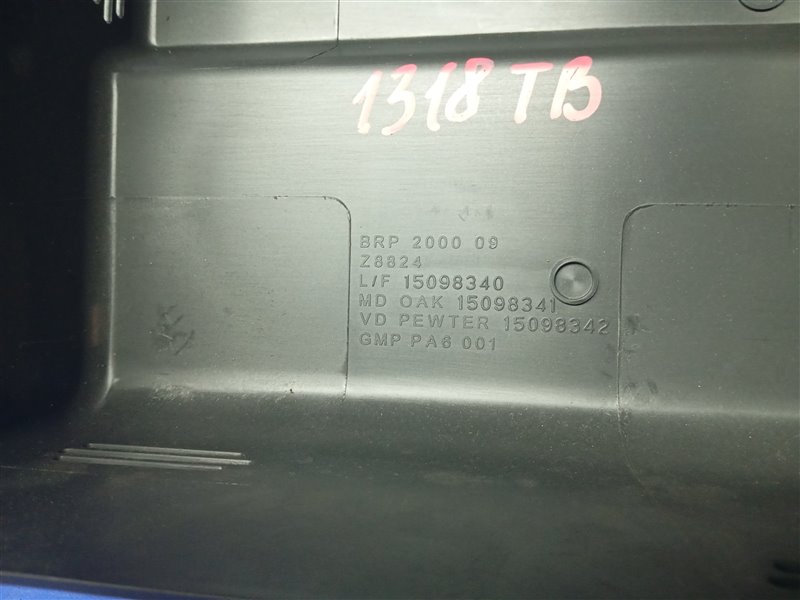 1318 TB
BRP 2000 09
Z8824
L/F 15098340
MD OAK 15098341
VD PEWTER 15098342
GMP PA6 001